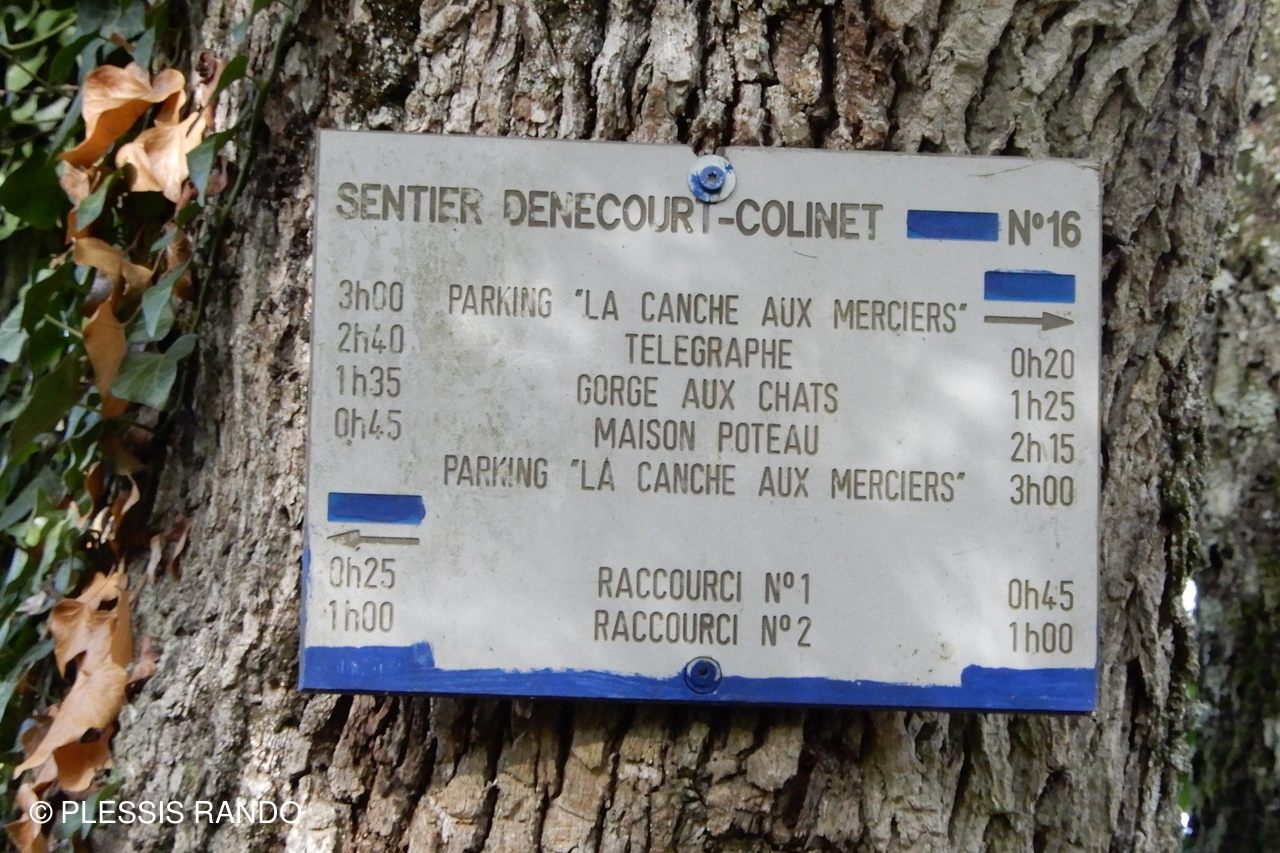 SENTIER DENECOURT-COLINET N°16
3h00 PARKING "LA CANCHE AUX MERCIERS"
2h40 TELEGRAPHE 0h20
1h35 GORGE AUX CHATS 1h25
0h45 MAISON POTEAU 2h15
PARKING "LA CANCHE AUX MERCIERS" 3h00
0h25 RACCOURCI N°1 0h45
1h00 RACCOURCI N°2 1h00
© PLESSIS RANDO